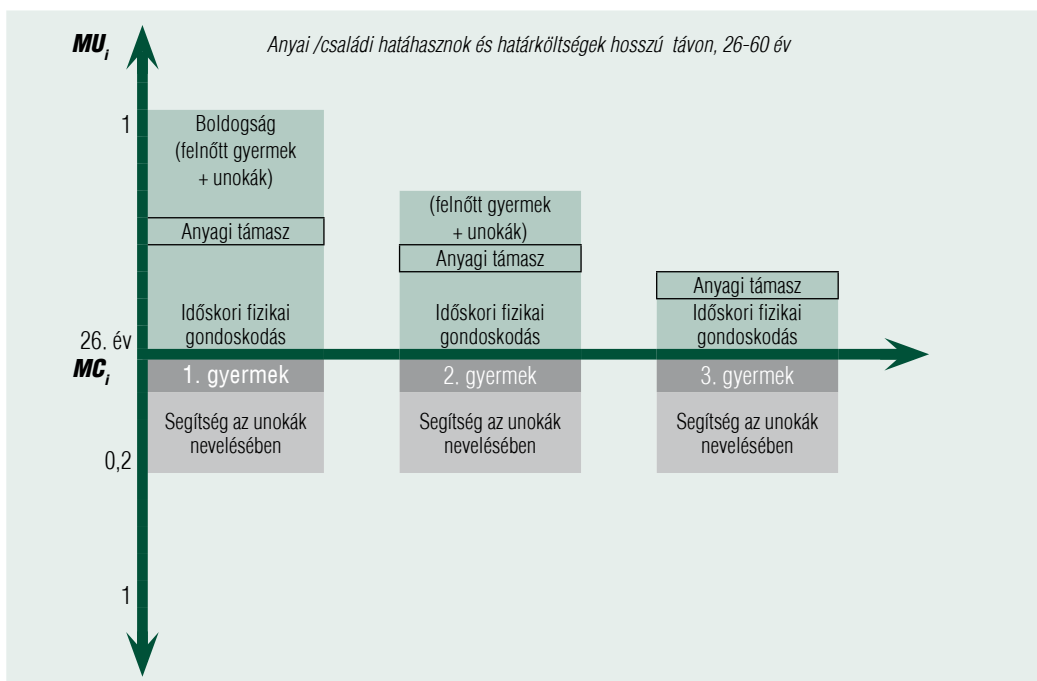 MUi
Anyai /családi hatáhasznok és határköltségek hosszú távon, 26-60 év
1
Boldogság
(felnőtt gyermek
+ unokák)
Anyagi támasz
Időskori fizikai
gondoskodás
(felnőtt gyermek
+ unokák)
Anyagi támasz
Időskori fizikai
gondoskodás
Anyagi támasz
Időskori fizikai
gondoskodás
26. év
MCi
1. gyermek
2. gyermek
3. gyermek
Segítség az unokák
nevelésében
Segítség az unokák
nevelésében
Segítség az unokák
nevelésében
0,2
1